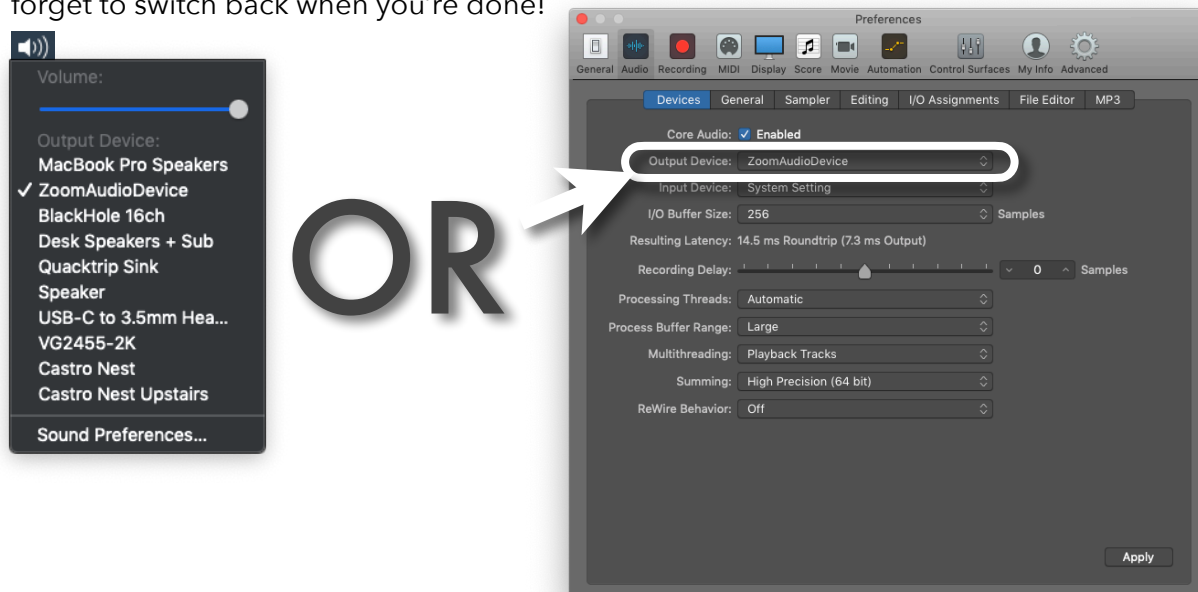 forget to switch back when you're done!
Volume:
Output Device:
MacBook Pro Speakers
✓ ZoomAudioDevice
BlackHole 16ch
Desk Speakers + Sub
Quacktrip Sink
Speaker
USB-C to 3.5mm Hea...
VG2455-2K
Castro Nest
Castro Nest Upstairs
Sound Preferences...
OR
Preferences
General Audio Recording MIDI Display Score Movie Automation Control Surfaces My Info Advanced
Devices General Sampler Editing I/O Assignments File Editor MP3
Core Audio: ✓ Enabled
Output Device: ZoomAudioDevice
Input Device: System Setting
I/O Buffer Size: 256 Samples
Resulting Latency: 14.5 ms Roundtrip (7.3 ms Output)
Recording Delay: 0 Samples
Processing Threads: Automatic
Process Buffer Range: Large
Multithreading: Playback Tracks
Summing: High Precision (64 bit)
ReWire Behavior: Off
Apply